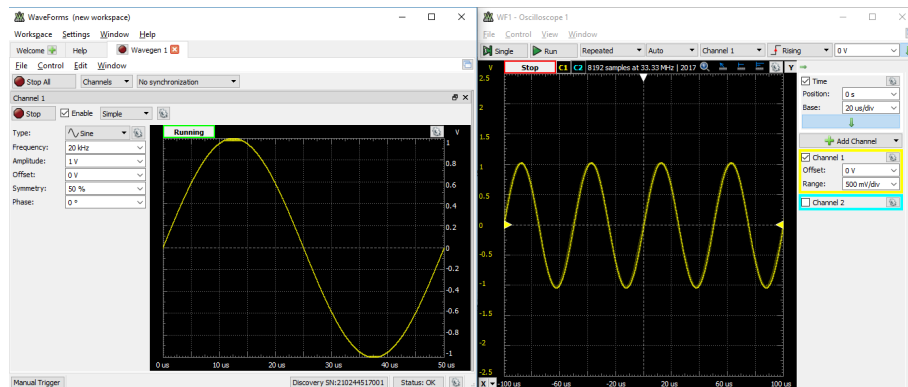 WaveForms (new workspace)
Workspace Settings Window Help
Welcome Help Wavegen 1
File Control Edit Window
Stop All Channels No synchronization
Channel 1
Stop Enable Simple
Type: Sine
Frequency: 20 kHz
Amplitude: 1 V
Offset: 0 V
Symmetry: 50 %
Phase: 0 °
Running V
1
0.8
0.6
0.4
0.2
0
-0.2
-0.4
-0.6
-0.8
-1
0 us 10 us 20 us 30 us 40 us 50 us
Manual Trigger Discovery SN:210244517001 Status: OK
WF1 - Oscilloscope 1
File Control View Window
Single Run Repeated Auto Channel 1 Rising 0 V
V Stop C1 C2 8192 samples at 33.33 MHz | 2017 Y
2.5
2
1.5
1
0.5
0
-0.5
-1
-1.5
-2
-2.5
X -100 us -60 us -20 us 20 us 60 us 100 us
Time
Position: 0 s
Base: 20 us/div
Add Channel
Channel 1
Offset: 0 V
Range: 500 mV/div
Channel 2